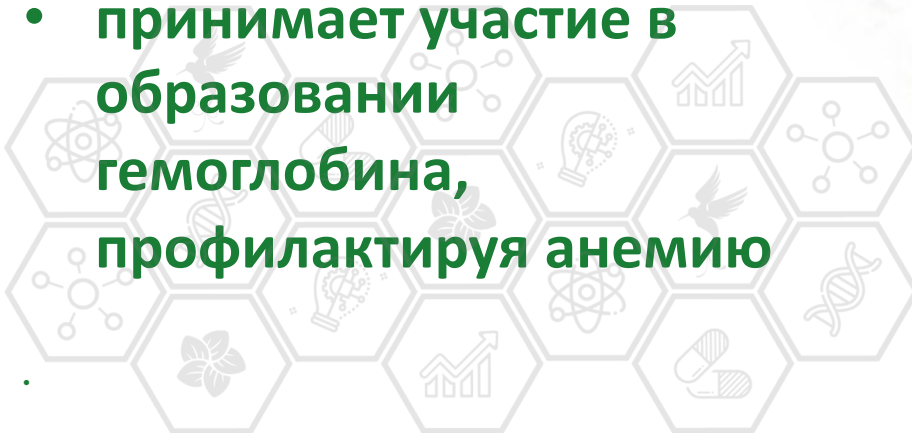 • принимает участие в
образовании
гемоглобина,
профилактируя анемию
•